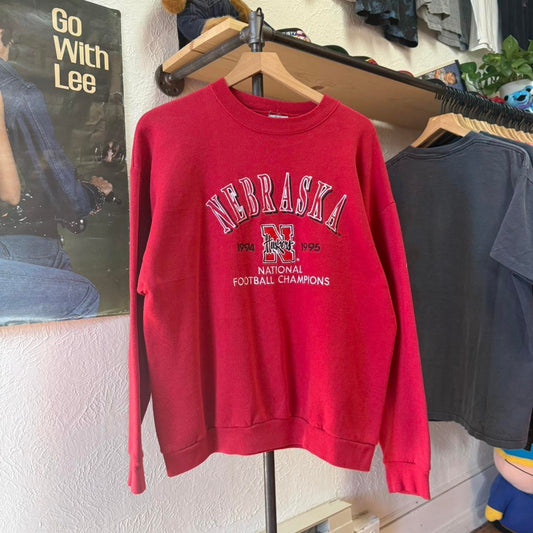 Go
With
Lee
NEBRASKA
1994 N 1995
Huskers
NATIONAL
FOOTBALL CHAMPIONS